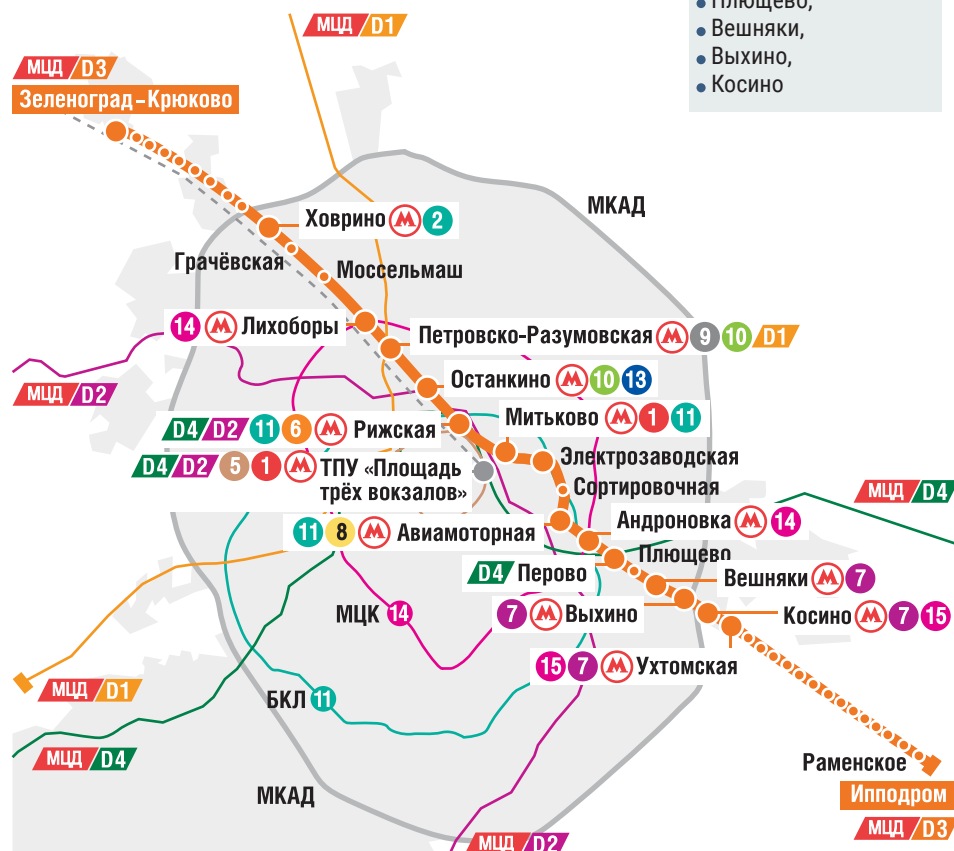 Плющево,
Вешняки,
Выхино,
Косино
МЦД D1
МЦД D3
Зеленоград-Крюково
МКАД
Ховрино М 2
Грачёвская
Моссельмаш
14 М Лихоборы
Петровско-Разумовская М 9 10 D1
Останкино М 10 13
МЦД D2
Митьково М 1 11
D4 D2 11 6 М Рижская
Электрозаводская
D4 D2 5 1 М ТПУ «Площадь
трёх вокзалов»
Сортировочная
МЦД D4
Андроновка М 14
11 8 М Авиамоторная
Плющево
D4 Перово
Вешняки М 7
МЦК 14
7 М Выхино
Косино М 7 15
15 7 М Ухтомская
МЦД D1
БКЛ 11
МЦД D4
Раменское
МКАД
Ипподром
МЦД D3
МЦД D2